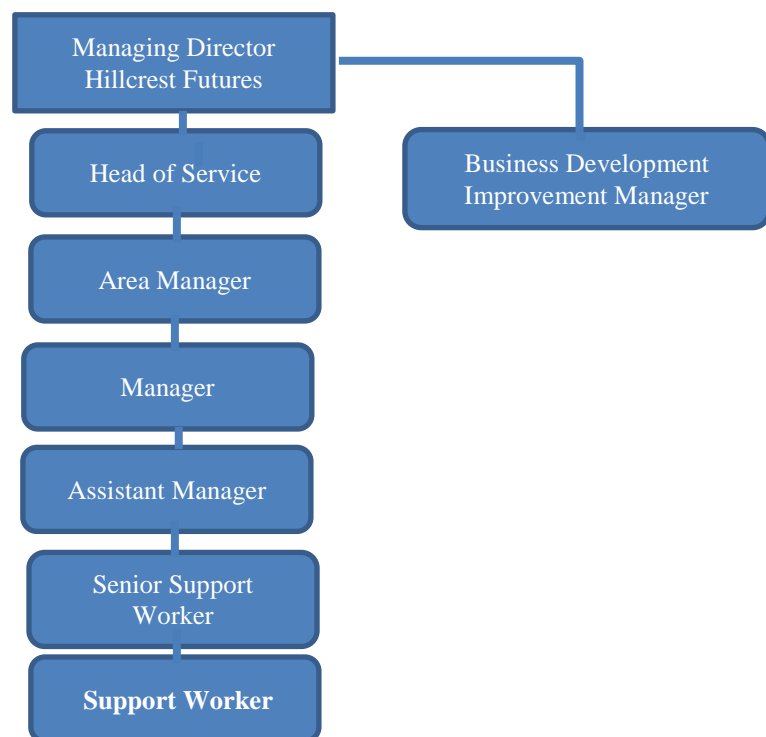 Managing Director
Hillcrest Futures
Head of Service
Business Development
Improvement Manager
Area Manager
Manager
Assistant Manager
Senior Support
Worker
Support Worker